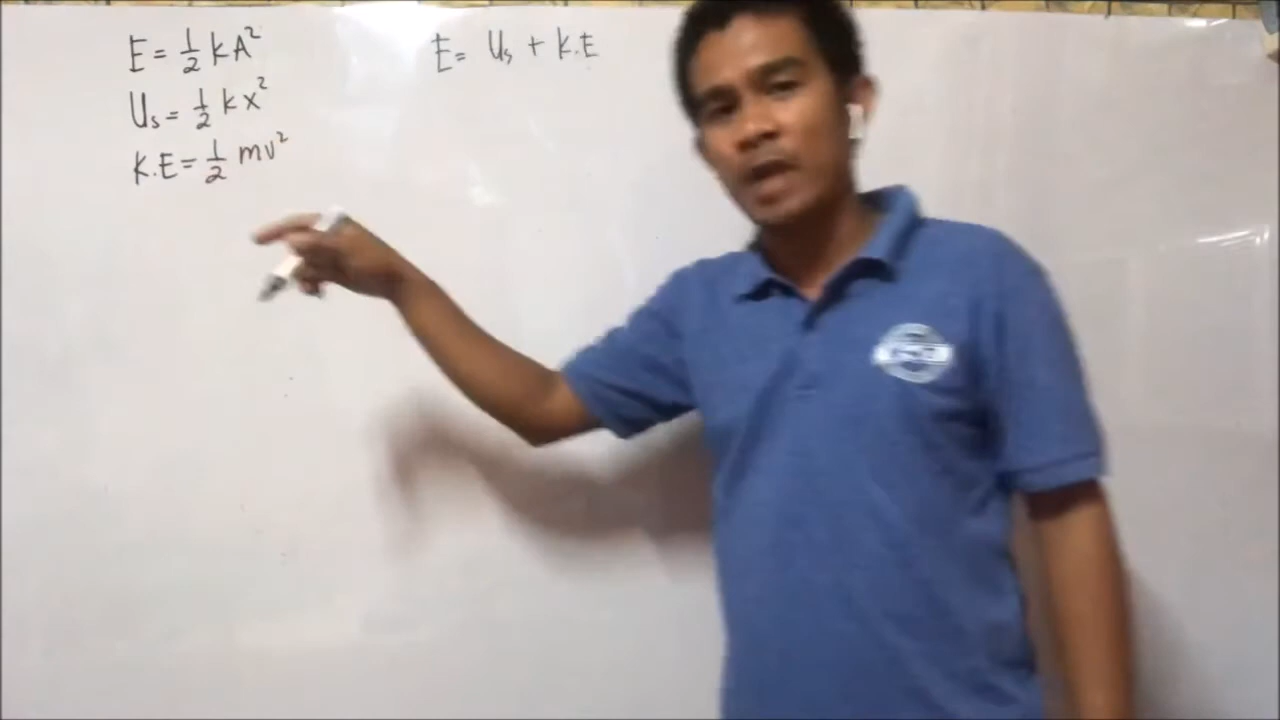 E = 1/2 kA²
Us = 1/2 kx²
K.E = 1/2 mv²
E = Us + K.E